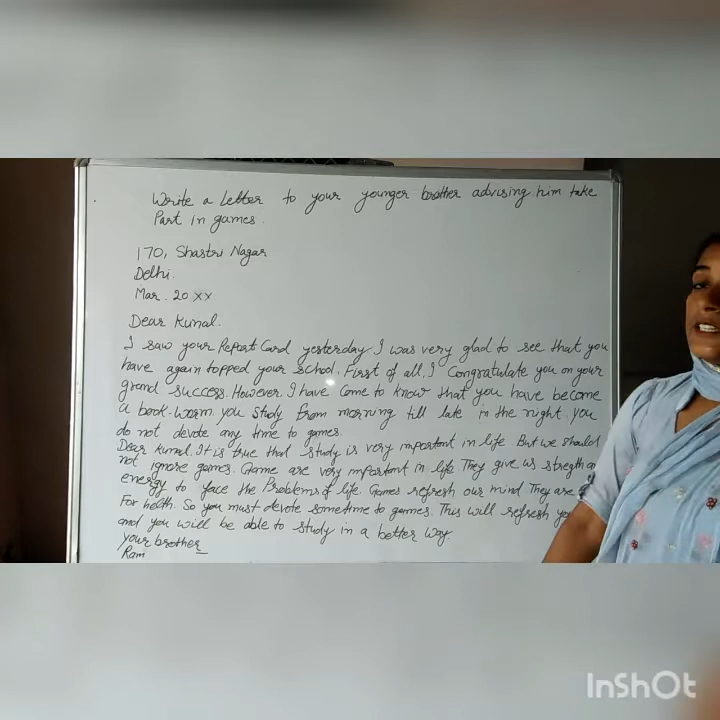 Write a Letter to your younger brother advising him take
Part in games.
170, Shastri Nagar
Delhi.
Mar. 20XX
Dear Kunal.
I saw your Report Card yesterday I was very glad to see that you
have again topped your school. First of all, I Congratulate you on your
grand success. However, I have Come to know that you have become
a book-worm. you study from morning till late in the night. you
do not devote any time to games.
Dear Kunal. It is true that study is very important in life. But we should
not ignore games. Game are very important in life. They give us stregth
energy to face the Problems of life. Games refresh our mind. They are
For helth. So you must devote sometime to games. This will refresh
and you will be able to study in a better way.
your brother
Ram
InShOt